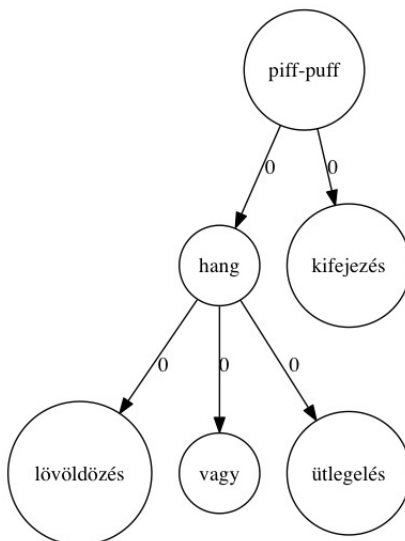 piff-puff
0 0
hang kifejezés
0 0 0
lövöldözés vagy ütlegelés